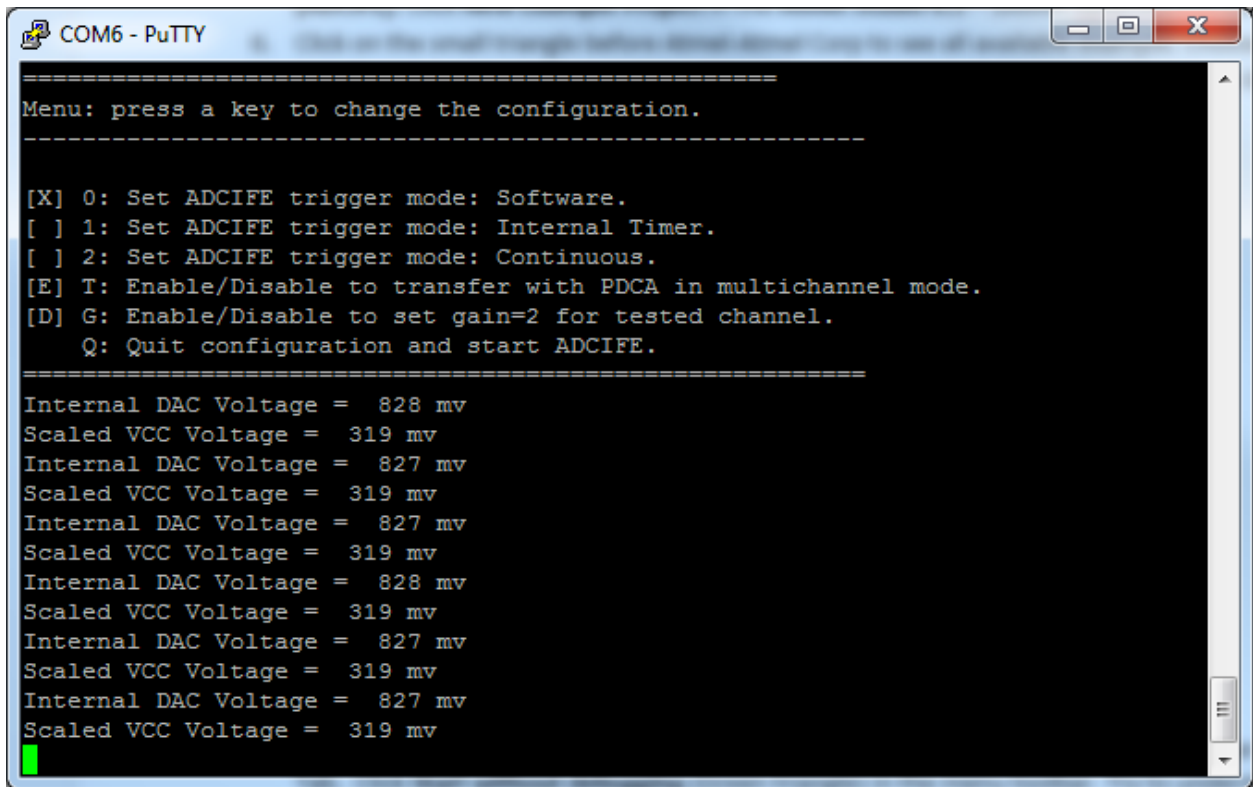 COM6 - PuTTY
===================================================
Menu: press a key to change the configuration.
---------------------------------------------------------
[X] 0: Set ADCIFE trigger mode: Software.
[ ] 1: Set ADCIFE trigger mode: Internal Timer.
[ ] 2: Set ADCIFE trigger mode: Continuous.
[E] T: Enable/Disable to transfer with PDCA in multichannel mode.
[D] G: Enable/Disable to set gain=2 for tested channel.
    Q: Quit configuration and start ADCIFE.
=========================================================
Internal DAC Voltage =  828 mv
Scaled VCC Voltage =  319 mv
Internal DAC Voltage =  827 mv
Scaled VCC Voltage =  319 mv
Internal DAC Voltage =  827 mv
Scaled VCC Voltage =  319 mv
Internal DAC Voltage =  828 mv
Scaled VCC Voltage =  319 mv
Internal DAC Voltage =  827 mv
Scaled VCC Voltage =  319 mv
Internal DAC Voltage =  827 mv
Scaled VCC Voltage =  319 mv